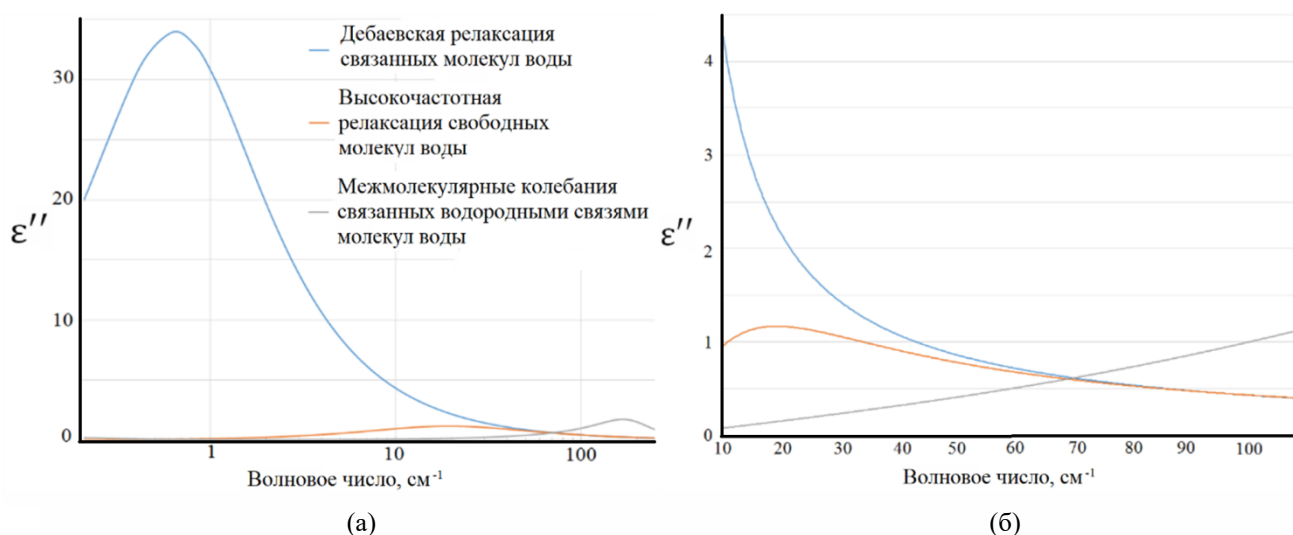 Дебаевская релаксация
связанных молекул воды
Высокочастотная
релаксация свободных
молекул воды
Межмолекулярные колебания
связанных водородными связями
молекул воды
ε′′
30
20
10
0
1
10
100
Волновое число, см⁻¹
(а)
ε′′
4
3
2
1
0
10
20
30
40
50
60
70
80
90
100
Волновое число, см⁻¹
(б)